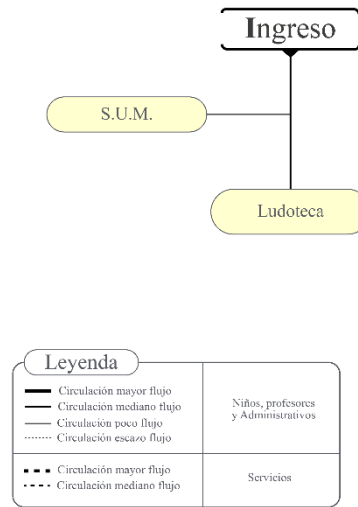 Ingreso
S.U.M.
Ludoteca
Leyenda
Circulación mayor flujo
Circulación mediano flujo
Circulación poco flujo
Circulación escazo flujo
Niños, profesores
y Administrativos
Circulación mayor flujo
Circulación mediano flujo
Servicios